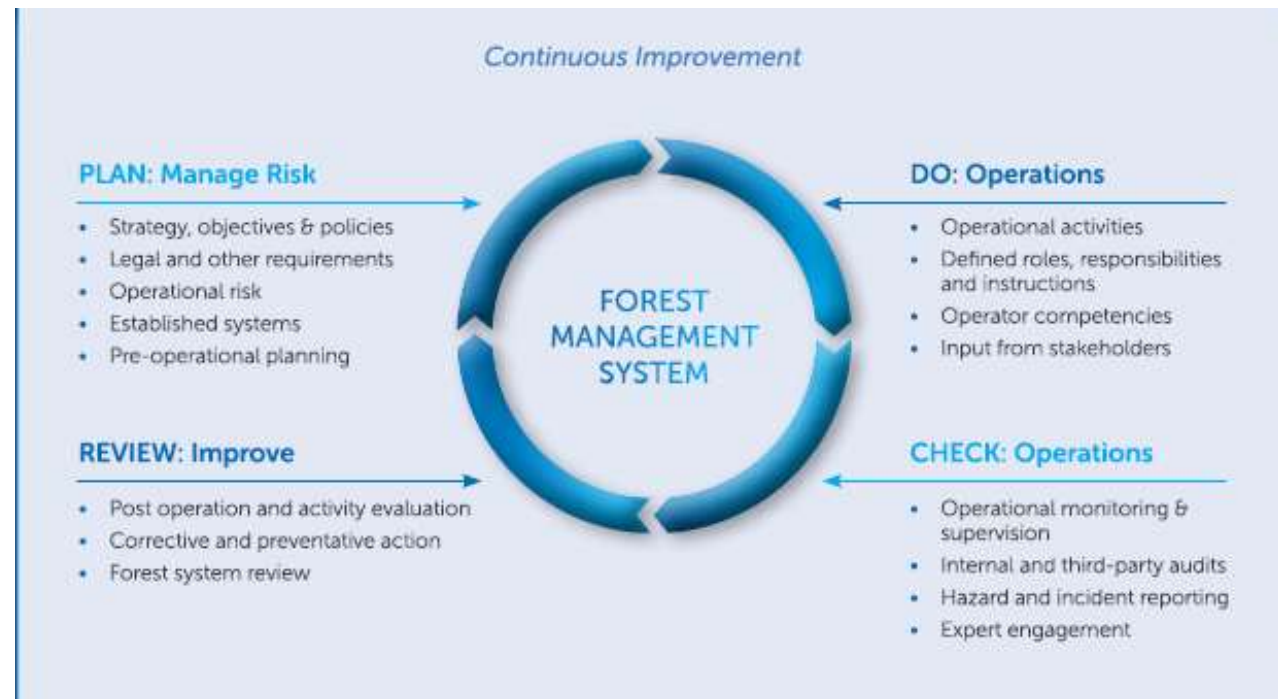 Continuous Improvement
PLAN: Manage Risk
• Strategy, objectives & policies
• Legal and other requirements
• Operational risk
• Established systems
• Pre-operational planning
DO: Operations
• Operational activities
• Defined roles, responsibilities
and instructions
• Operator competencies
• Input from stakeholders
FOREST
MANAGEMENT
SYSTEM
REVIEW: Improve
• Post operation and activity evaluation
• Corrective and preventative action
• Forest system review
CHECK: Operations
• Operational monitoring &
supervision
• Internal and third-party audits
• Hazard and incident reporting
• Expert engagement